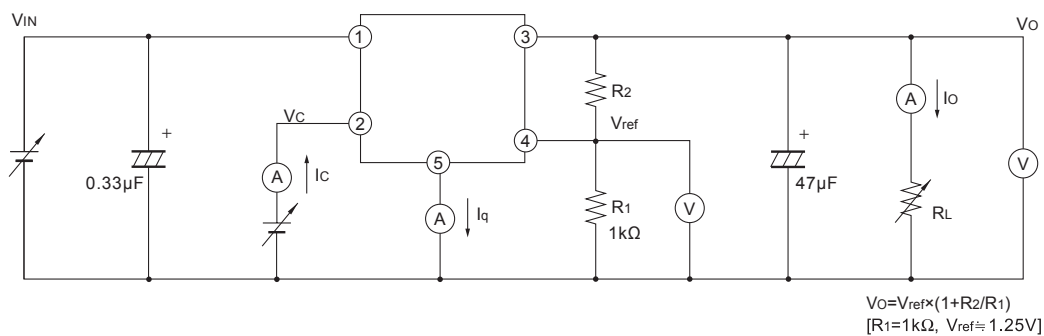 VIN
VO
1
3
R2
A
IO
VC
2
4
Vref
+
+
5
0.33μF
A
IC
A
Iq
R1
1kΩ
V
47μF
RL
V
VO=Vref×(1+R2/R1)
[R1=1kΩ, Vref≒1.25V]